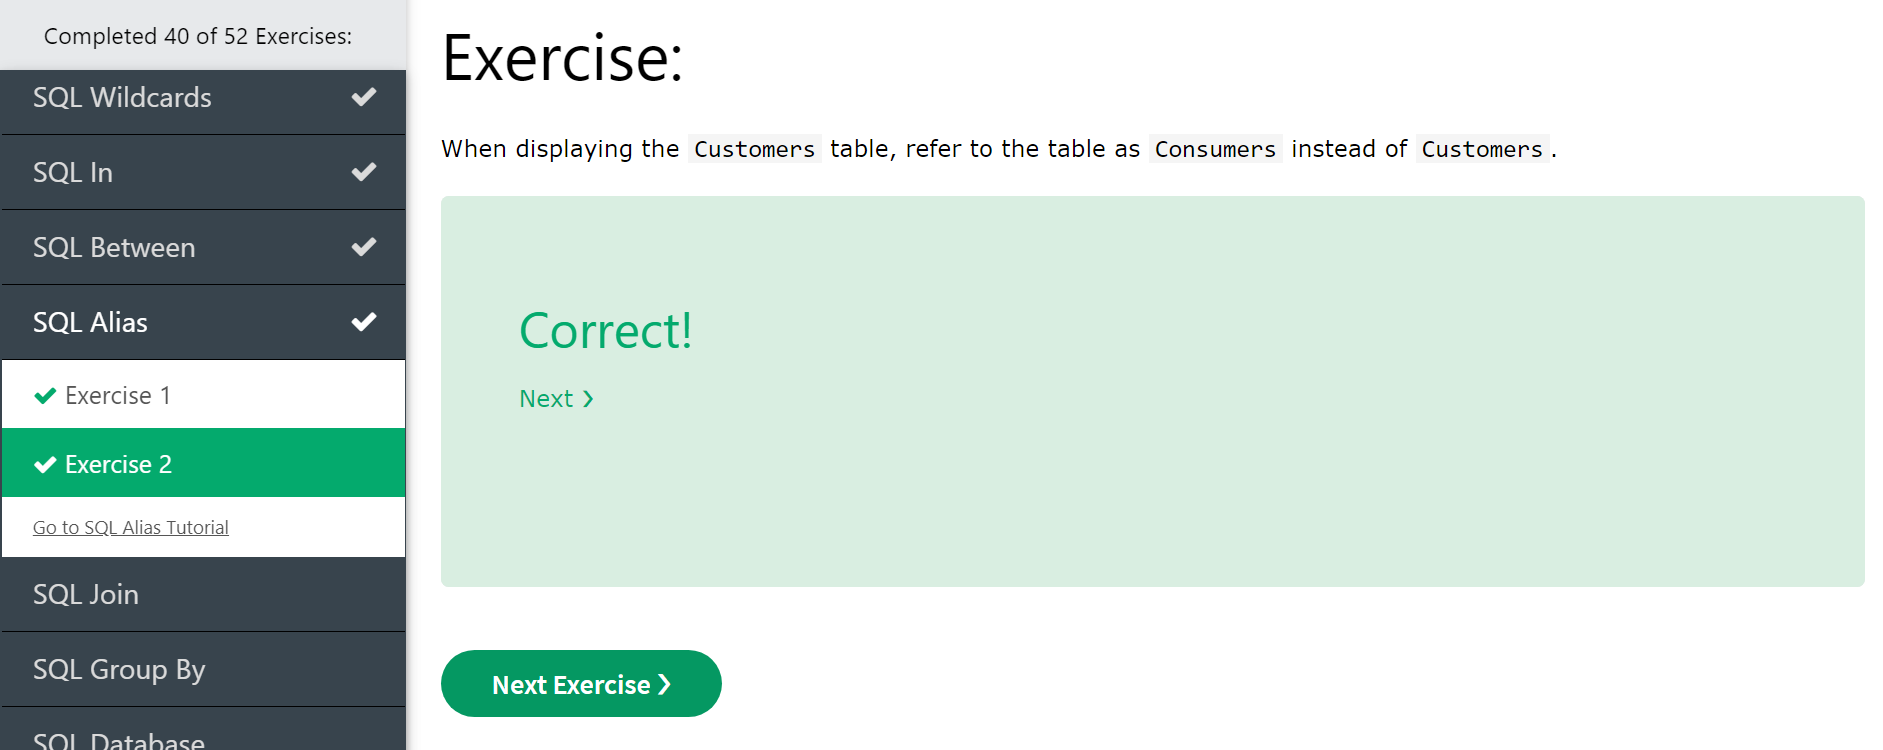 Completed 40 of 52 Exercises:
SQL Wildcards
SQL In
SQL Between
SQL Alias
Exercise 1
Exercise 2
Go to SQL Alias Tutorial
SQL Join
SQL Group By
SQL Database
Exercise:
When displaying the Customers table, refer to the table as Consumers instead of Customers.
Correct!
Next ❯
Next Exercise ❯